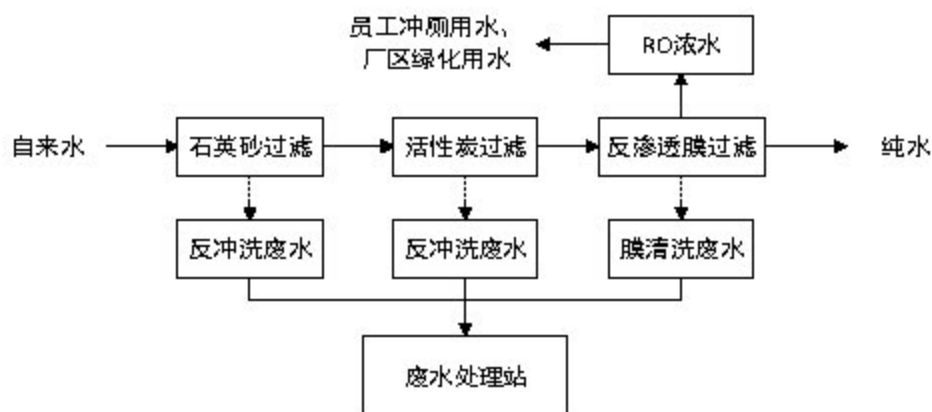 员工冲厕用水、
厂区绿化用水
RO浓水
自来水
石英砂过滤
活性炭过滤
反渗透膜过滤
纯水
反冲洗废水
反冲洗废水
膜清洗废水
废水处理站